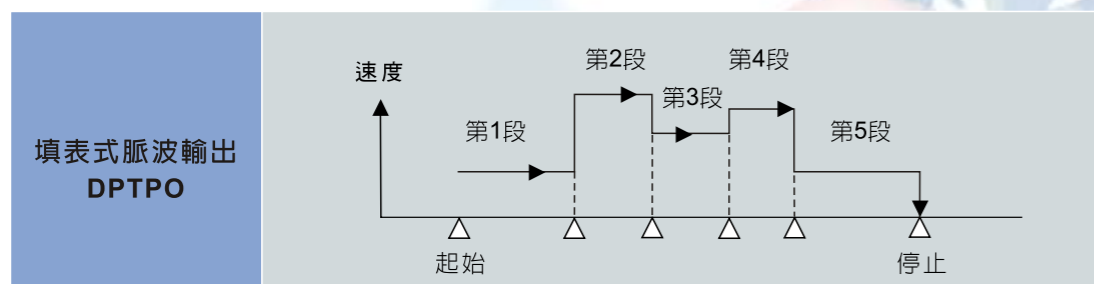 填表式脈波輸出
DPTPO
速度
第1段
第2段
第3段
第4段
第5段
起始
停止